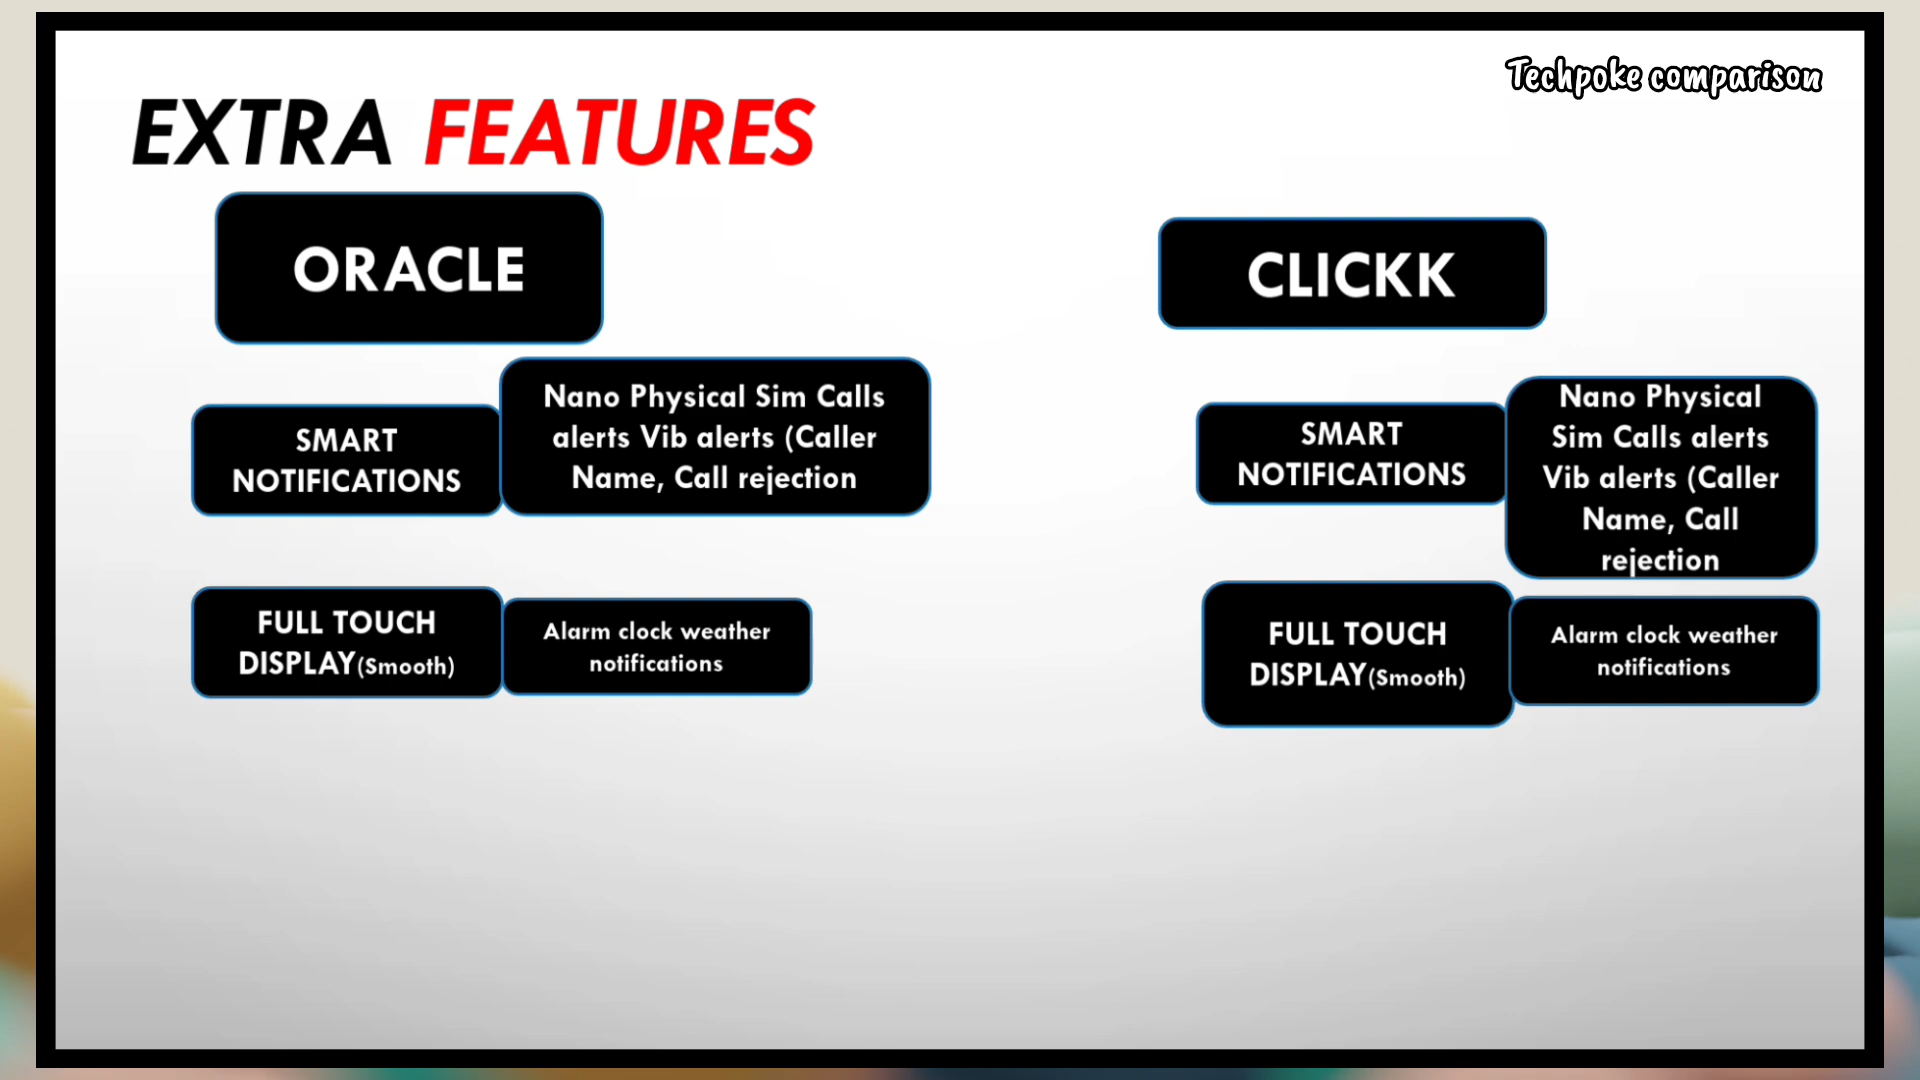 Techpoke comparison
EXTRA FEATURES
ORACLE
SMART
NOTIFICATIONS
Nano Physical Sim Calls
alerts Vib alerts (Caller
Name, Call rejection
FULL TOUCH
DISPLAY(Smooth)
Alarm clock weather
notifications
CLICKK
SMART
NOTIFICATIONS
Nano Physical
Sim Calls alerts
Vib alerts (Caller
Name, Call
rejection
FULL TOUCH
DISPLAY(Smooth)
Alarm clock weather
notifications